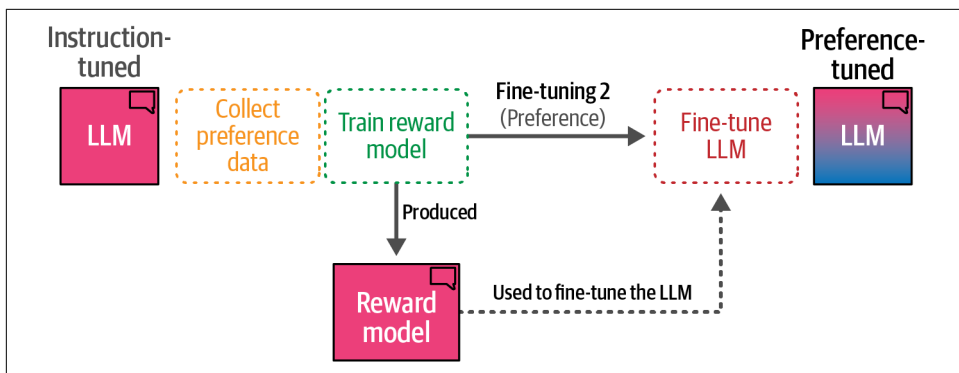 Instruction-
tuned
LLM
Collect
preference
data
Train reward
model
Fine-tuning 2
(Preference)
Fine-tune
LLM
Preference-
tuned
LLM
Produced
Reward
model
Used to fine-tune the LLM